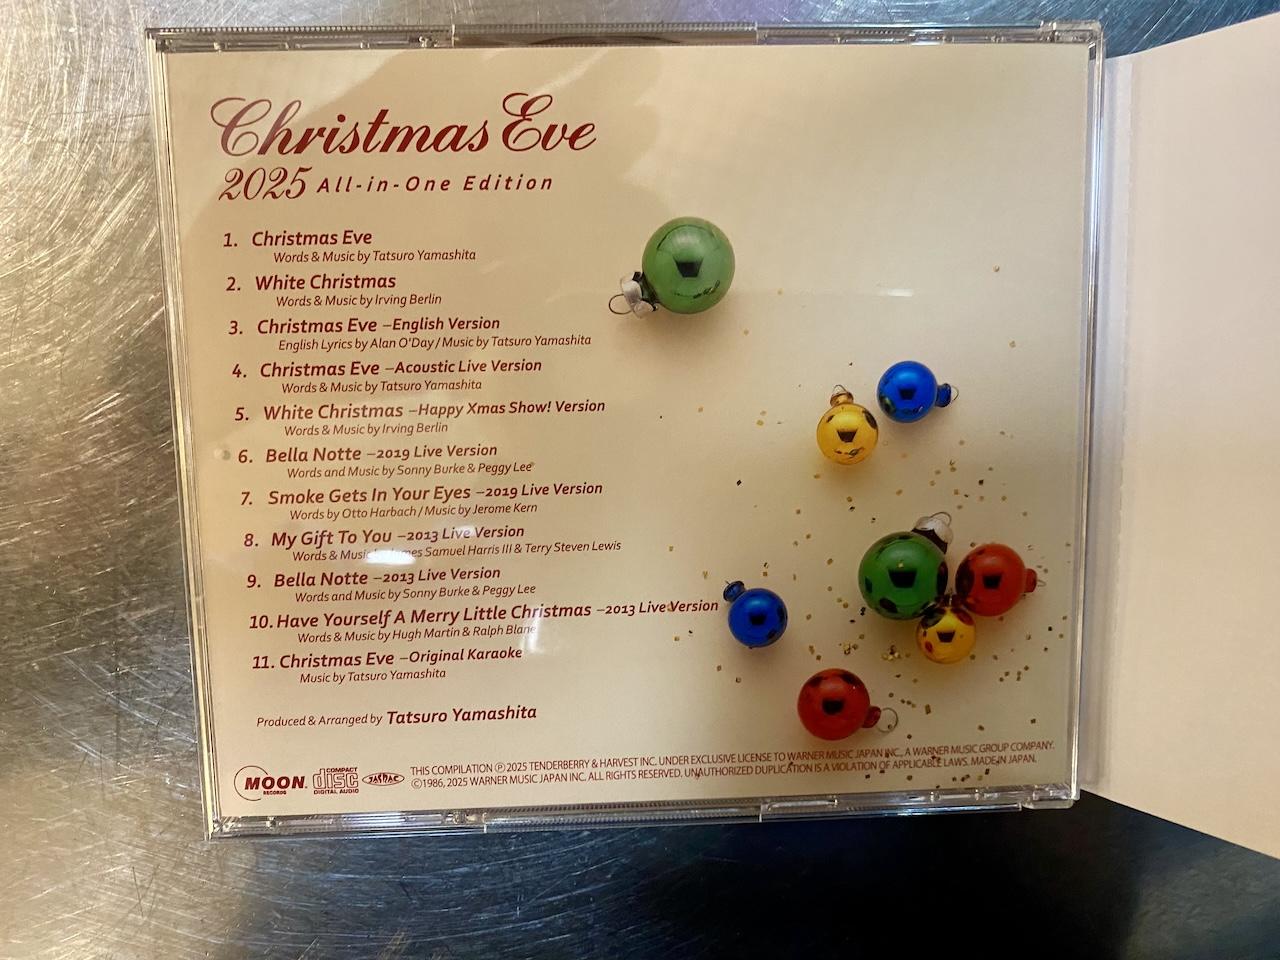 Christmas Eve
2025 All-in-One Edition
1. Christmas Eve
Words & Music by Tatsuro Yamashita
2. White Christmas
Words & Music by Irving Berlin
3. Christmas Eve –English Version
English Lyrics by Alan O'Day / Music by Tatsuro Yamashita
4. Christmas Eve –Acoustic Live Version
Words & Music by Tatsuro Yamashita
5. White Christmas –Happy Xmas Show! Version
Words & Music by Irving Berlin
6. Bella Notte –2019 Live Version
Words and Music by Sonny Burke & Peggy Lee
7. Smoke Gets In Your Eyes –2019 Live Version
Words by Otto Harbach / Music by Jerome Kern
8. My Gift To You –2013 Live Version
Words & Music by James Samuel Harris III & Terry Steven Lewis
9. Bella Notte –2013 Live Version
Words and Music by Sonny Burke & Peggy Lee
10. Have Yourself A Merry Little Christmas –2013 Live Version
Words & Music by Hugh Martin & Ralph Blane
11. Christmas Eve –Original Karaoke
Music by Tatsuro Yamashita
Produced & Arranged by Tatsuro Yamashita
MOON RECORDS
COMPACT disc DIGITAL AUDIO
JASRAC
THIS COMPILATION Ⓟ 2025 TENDERBERRY & HARVEST INC. UNDER EXCLUSIVE LICENSE TO WARNER MUSIC JAPAN INC., A WARNER MUSIC GROUP COMPANY.
©1986, 2025 WARNER MUSIC JAPAN INC. ALL RIGHTS RESERVED. UNAUTHORIZED DUPLICATION IS A VIOLATION OF APPLICABLE LAWS. MADE IN JAPAN.